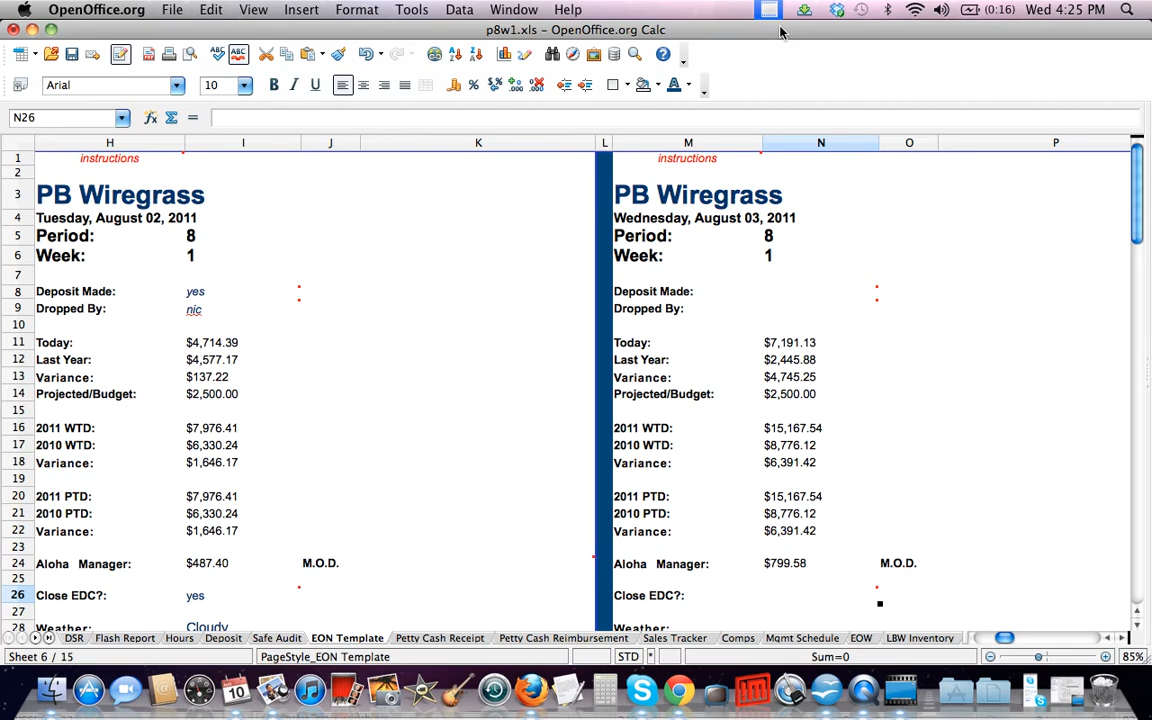 OpenOffice.org File Edit View Insert Format Tools Data Window Help (0:16) Wed 4:25 PM
p8w1.xls – OpenOffice.org Calc
Arial 10 B I U A
N26 =
H I J K L M N O P
1 instructions instructions
2
3 PB Wiregrass PB Wiregrass
4 Tuesday, August 02, 2011 Wednesday, August 03, 2011
5 Period: 8 Period: 8
6 Week: 1 Week: 1
7
8 Deposit Made: yes Deposit Made:
9 Dropped By: nic Dropped By:
10
11 Today: $4,714.39 Today: $7,191.13
12 Last Year: $4,577.17 Last Year: $2,445.88
13 Variance: $137.22 Variance: $4,745.25
14 Projected/Budget: $2,500.00 Projected/Budget: $2,500.00
15
16 2011 WTD: $7,976.41 2011 WTD: $15,167.54
17 2010 WTD: $6,330.24 2010 WTD: $8,776.12
18 Variance: $1,646.17 Variance: $6,391.42
19
20 2011 PTD: $7,976.41 2011 PTD: $15,167.54
21 2010 PTD: $6,330.24 2010 PTD: $8,776.12
22 Variance: $1,646.17 Variance: $6,391.42
23
24 Aloha Manager: $487.40 M.O.D. Aloha Manager: $799.58 M.O.D.
25
26 Close EDC?: yes Close EDC?:
27
28 Weather: Cloudy Weather:
DSR Flash Report Hours Deposit Safe Audit EON Template Petty Cash Receipt Petty Cash Reimbursement Sales Tracker Comps Mgmt Schedule EOW LBW Inventory
Sheet 6 / 15 PageStyle_EON Template STD * Sum=0 85%
10